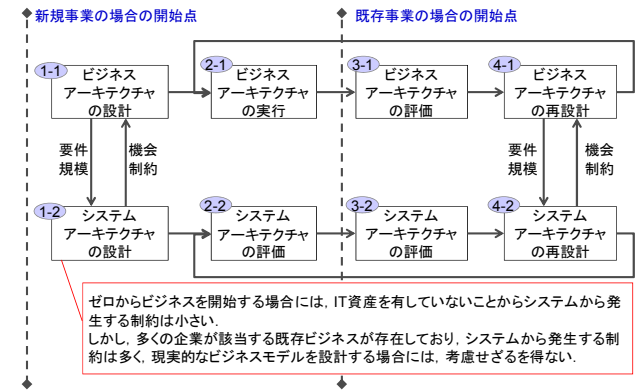 新規事業の場合の開始点
既存事業の場合の開始点
1-1
ビジネス
アーキテクチャ
の設計
2-1
ビジネス
アーキテクチャ
の実行
3-1
ビジネス
アーキテクチャ
の評価
4-1
ビジネス
アーキテクチャ
の再設計
要件
規模
機会
制約
要件
規模
機会
制約
1-2
システム
アーキテクチャ
の設計
2-2
システム
アーキテクチャ
の評価
3-2
システム
アーキテクチャ
の評価
4-2
システム
アーキテクチャ
の再設計
ゼロからビジネスを開始する場合には，IT資産を有していないことからシステムから発
生する制約は小さい．
しかし，多くの企業が該当する既存ビジネスが存在しており，システムから発生する制
約は多く，現実的なビジネスモデルを設計する場合には，考慮せざるを得ない．